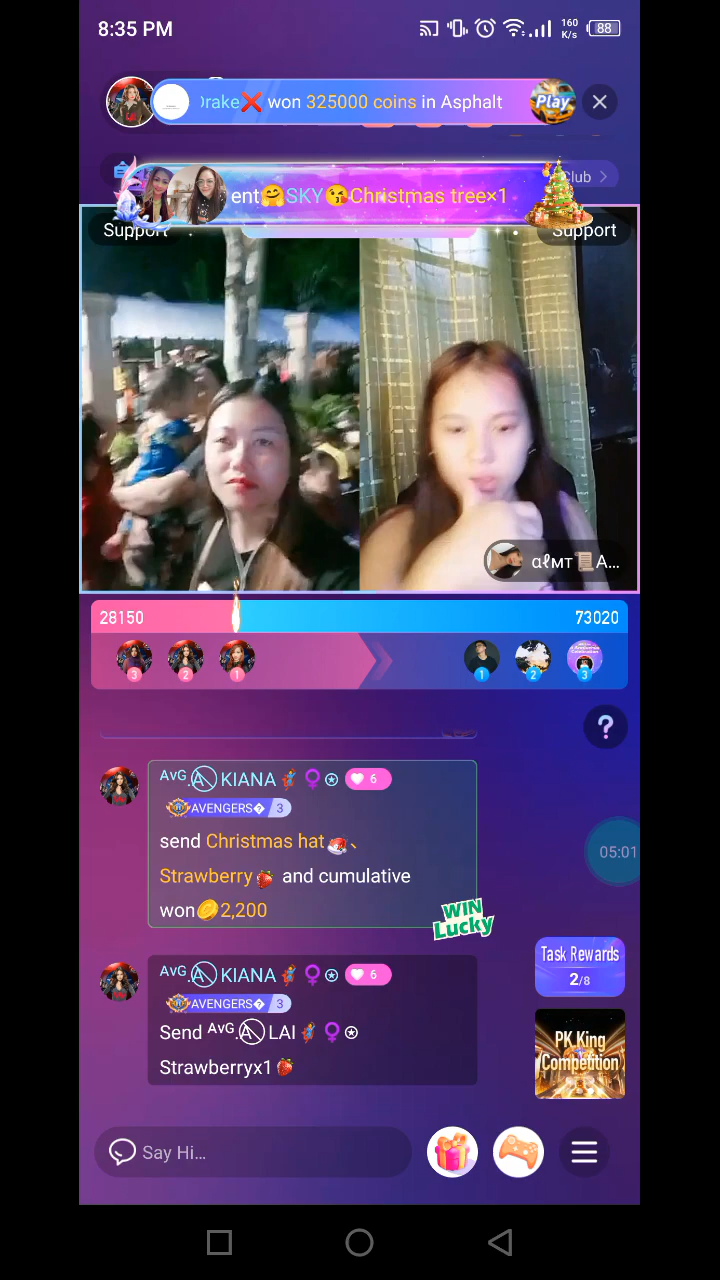 8:35 PM
160
K/s
88
Drake❌ won 325000 coins in Asphalt
Play
Club >
ent🤗SKY😘Christmas tree×1
Support
Support
αℓмт📜A...
28150
73020
3
2
1
1
2
3
?
ᴬᵛᴳ.Ⓐ KIANA
6
AVENGERS� 3
send Christmas hat、
Strawberry🍓 and cumulative
won 2,200
WIN
Lucky
05:01
Task Rewards
2/8
ᴬᵛᴳ.Ⓐ KIANA
6
AVENGERS� 3
Send ᴬᵛᴳ.Ⓐ LAI
Strawberryx1🍓
PK King
Competition
Say Hi...